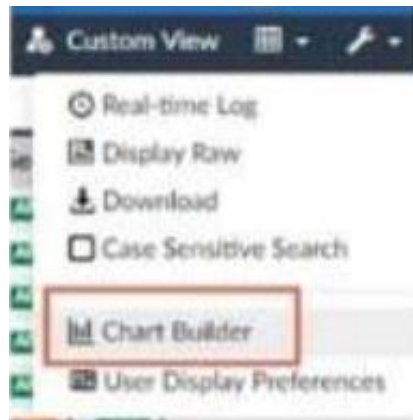 Custom View
Real-time Log
Display Raw
Download
Case Sensitive Search
Chart Builder
User Display Preferences